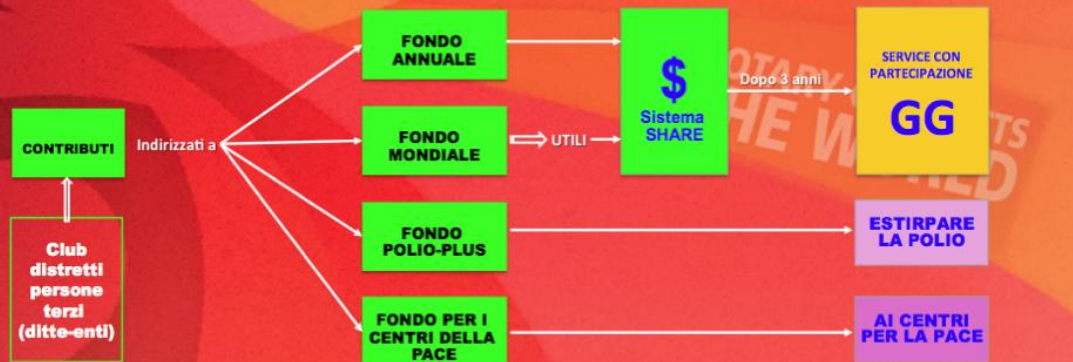 CONTRIBUTI
Club
distretti
persone
terzi
(ditte-enti)
Indirizzati a
FONDO
ANNUALE
FONDO
MONDIALE
UTILI
FONDO
POLIO-PLUS
FONDO PER I
CENTRI DELLA
PACE
$
Sistema
SHARE
Dopo 3 anni
SERVICE CON
PARTECIPAZIONE
GG
ESTIRPARE
LA POLIO
AI CENTRI
PER LA PACE